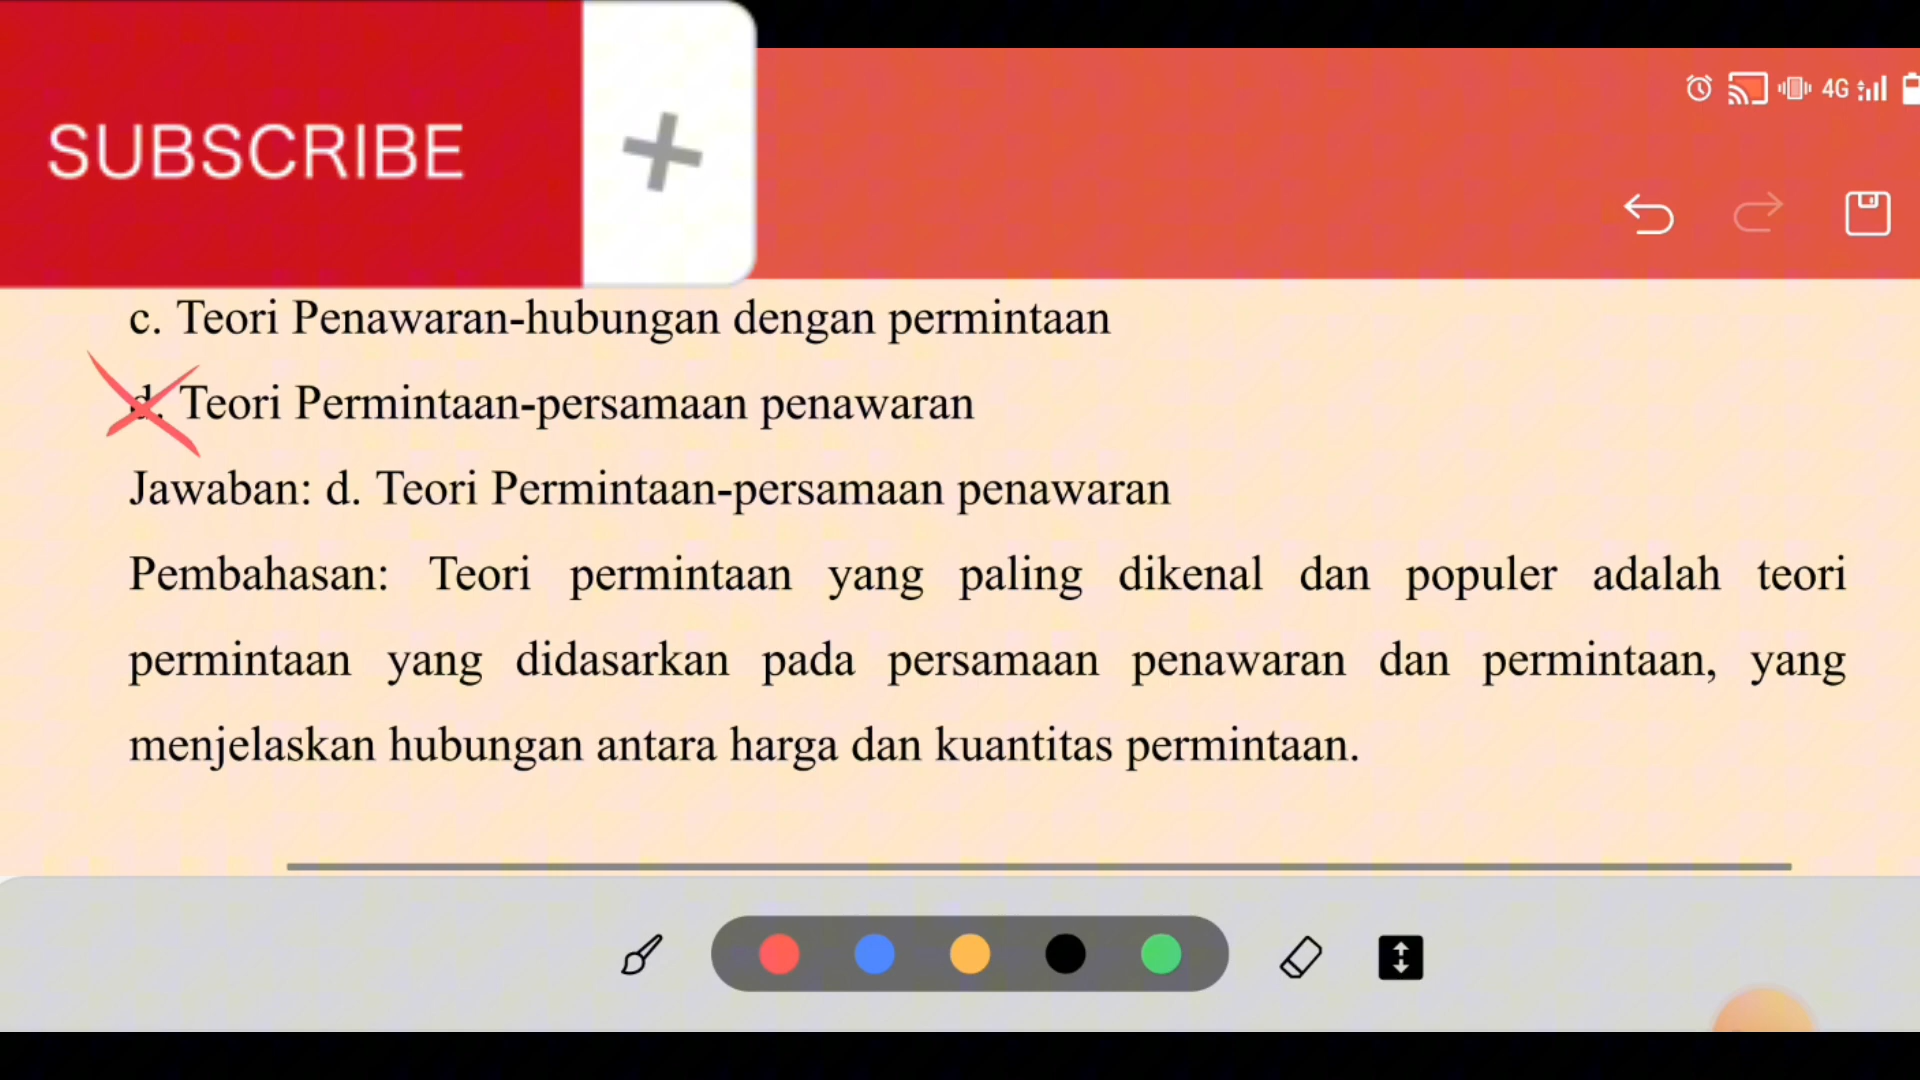 SUBSCRIBE
4G
c. Teori Penawaran-hubungan dengan permintaan
d. Teori Permintaan-persamaan penawaran
Jawaban: d. Teori Permintaan-persamaan penawaran
Pembahasan: Teori permintaan yang paling dikenal dan populer adalah teori
permintaan yang didasarkan pada persamaan penawaran dan permintaan, yang
menjelaskan hubungan antara harga dan kuantitas permintaan.